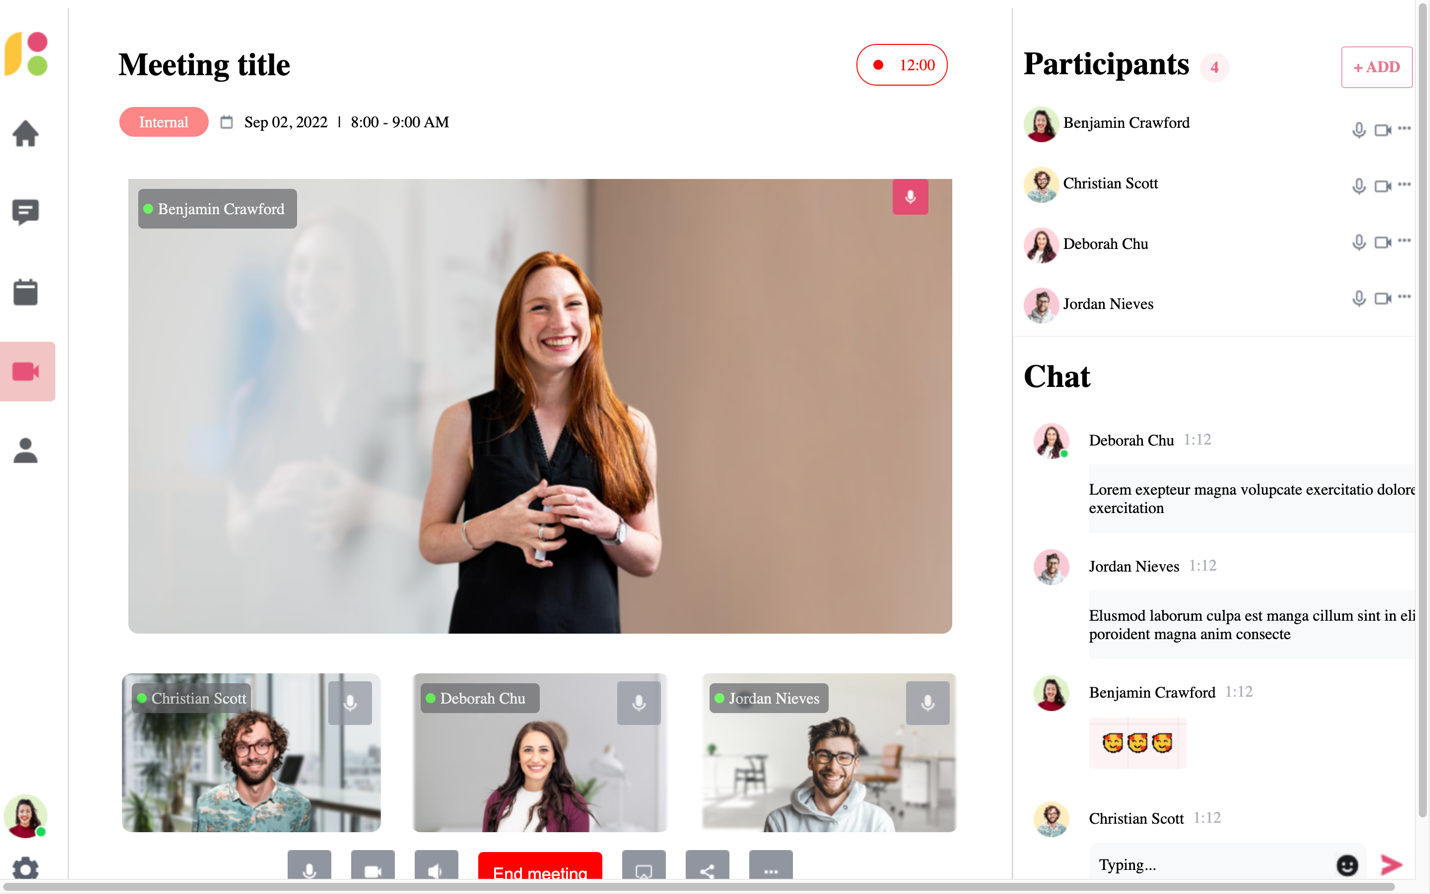 Meeting title
12:00
Internal
Sep 02, 2022 | 8:00 - 9:00 AM
Benjamin Crawford
Christian Scott
Deborah Chu
Jordan Nieves
End meeting
Participants 4
+ ADD
Benjamin Crawford
Christian Scott
Deborah Chu
Jordan Nieves
Chat
Deborah Chu 1:12
Lorem exepteur magna volupcate exercitatio dolore
exercitation
Jordan Nieves 1:12
Eiusmod laborum culpa est manga cillum sint in eli
poroident magna anim consecte
Benjamin Crawford 1:12
Christian Scott 1:12
Typing...